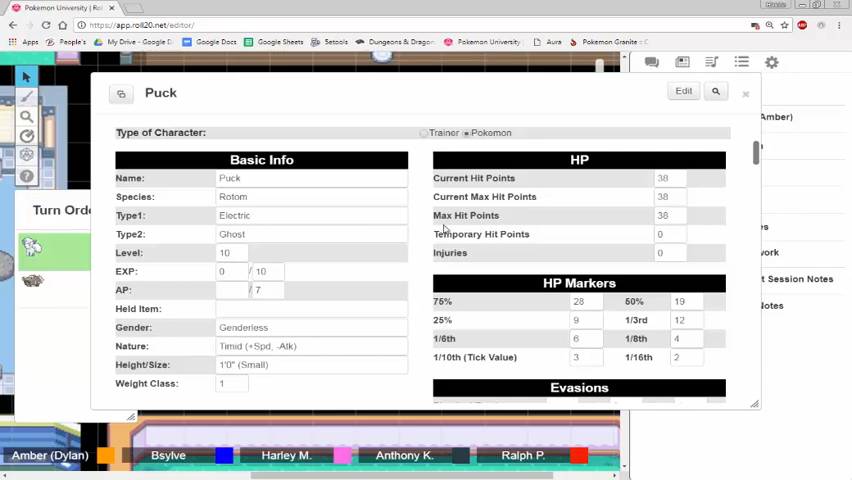 Pokemon University | Rol
https://app.roll20.net/editor/
Apps
People's
My Drive - Google D
Google Docs
Google Sheets
Setools
Dungeons & Dragon
Pokemon University
Aura
Pokemon Granite ::
Puck
Edit
Type of Character:
Trainer
Pokemon
Basic Info
Name: Puck
Species: Rotom
Type1: Electric
Type2: Ghost
Level: 10
EXP: 0 / 10
AP: / 7
Held Item:
Gender: Genderless
Nature: Timid (+Spd, -Atk)
Height/Size: 1'0" (Small)
Weight Class: 1
HP
Current Hit Points 38
Current Max Hit Points 38
Max Hit Points 38
Temporary Hit Points 0
Injuries 0
HP Markers
75% 28 50% 19
25% 9 1/3rd 12
1/6th 6 1/8th 4
1/10th (Tick Value) 3 1/16th 2
Evasions
Turn Orde
Amber)
es
work
t Session Notes
Notes
Amber (Dylan)
Bsylve
Harley M.
Anthony K.
Ralph P.